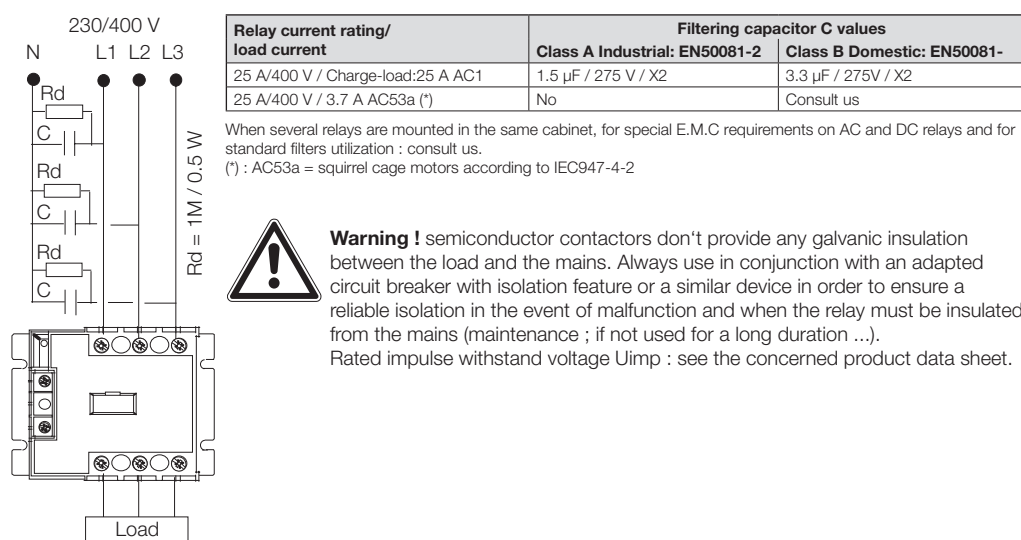 230/400 V
N L1 L2 L3
Rd
C
Rd
C
Rd
C
Rd = 1M / 0.5 W
Load
Relay current rating/
load current
Filtering capacitor C values
Class A Industrial: EN50081-2
Class B Domestic: EN50081-
25 A/400 V / Charge-load:25 A AC1
1.5 µF / 275 V / X2
3.3 µF / 275V / X2
25 A/400 V / 3.7 A AC53a (*)
No
Consult us
When several relays are mounted in the same cabinet, for special E.M.C requirements on AC and DC relays and for
standard filters utilization : consult us.
(*) : AC53a = squirrel cage motors according to IEC947-4-2
Warning ! semiconductor contactors don‘t provide any galvanic insulation
between the load and the mains. Always use in conjunction with an adapted
circuit breaker with isolation feature or a similar device in order to ensure a
reliable isolation in the event of malfunction and when the relay must be insulated
from the mains (maintenance ; if not used for a long duration ...).
Rated impulse withstand voltage Uimp : see the concerned product data sheet.